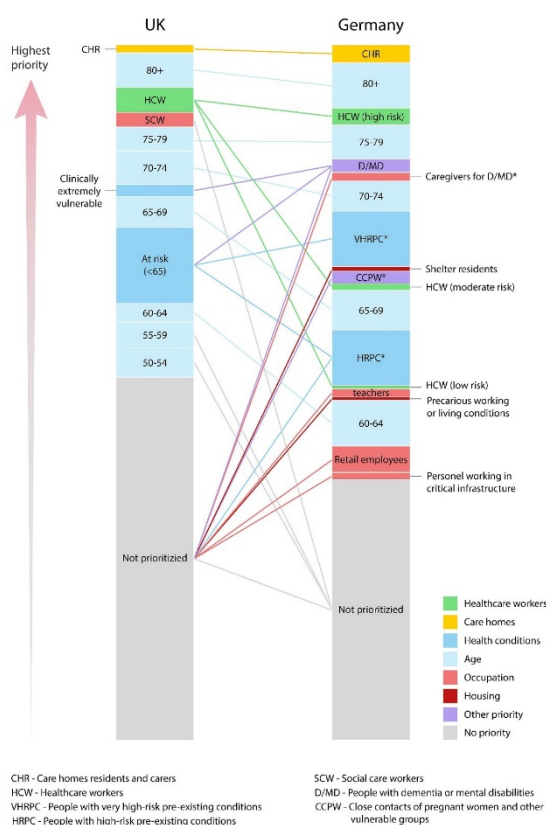 UK
Germany
Highest
priority
CHR
80+
HCW
SCW
75-79
70-74
Clinically
extremely
vulnerable
65-69
At risk
(<65)
60-64
55-59
50-54
Not prioritizied
CHR
80+
HCW (high risk)
75-79
D/MD
Caregivers for D/MD*
70-74
VHRPC*
Shelter residents
CCPW*
HCW (moderate risk)
65-69
HRPC*
HCW (low risk)
teachers
Precarious working
or living conditions
60-64
Retail employees
Personel working in
critical infrastructure
Not prioritizied
Healthcare workers
Care homes
Health conditions
Age
Occupation
Housing
Other priority
No priority
CHR - Care homes residents and carers
HCW - Healthcare workers
VHRPC - People with very high-risk pre-existing conditions
HRPC - People with high-risk pre-existing conditions
SCW - Social care workers
D/MD - People with dementia or mental disabilities
CCPW - Close contacts of pregnant women and other
vulnerable groups